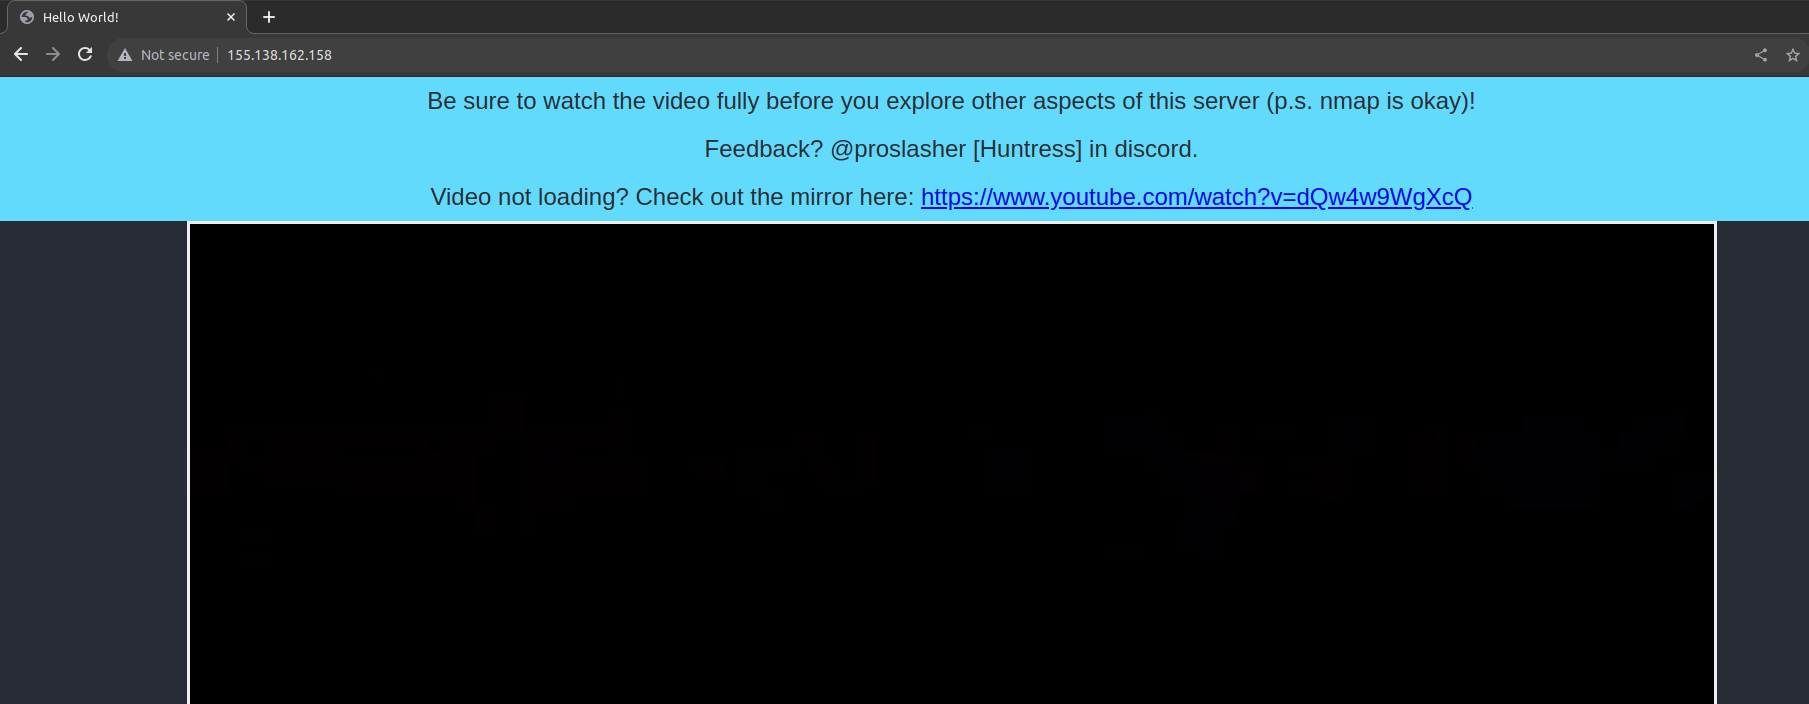 Hello World!
Not secure 155.138.162.158
Be sure to watch the video fully before you explore other aspects of this server (p.s. nmap is okay)!
Feedback? @proslasher [Huntress] in discord.
Video not loading? Check out the mirror here: https://www.youtube.com/watch?v=dQw4w9WgXcQ